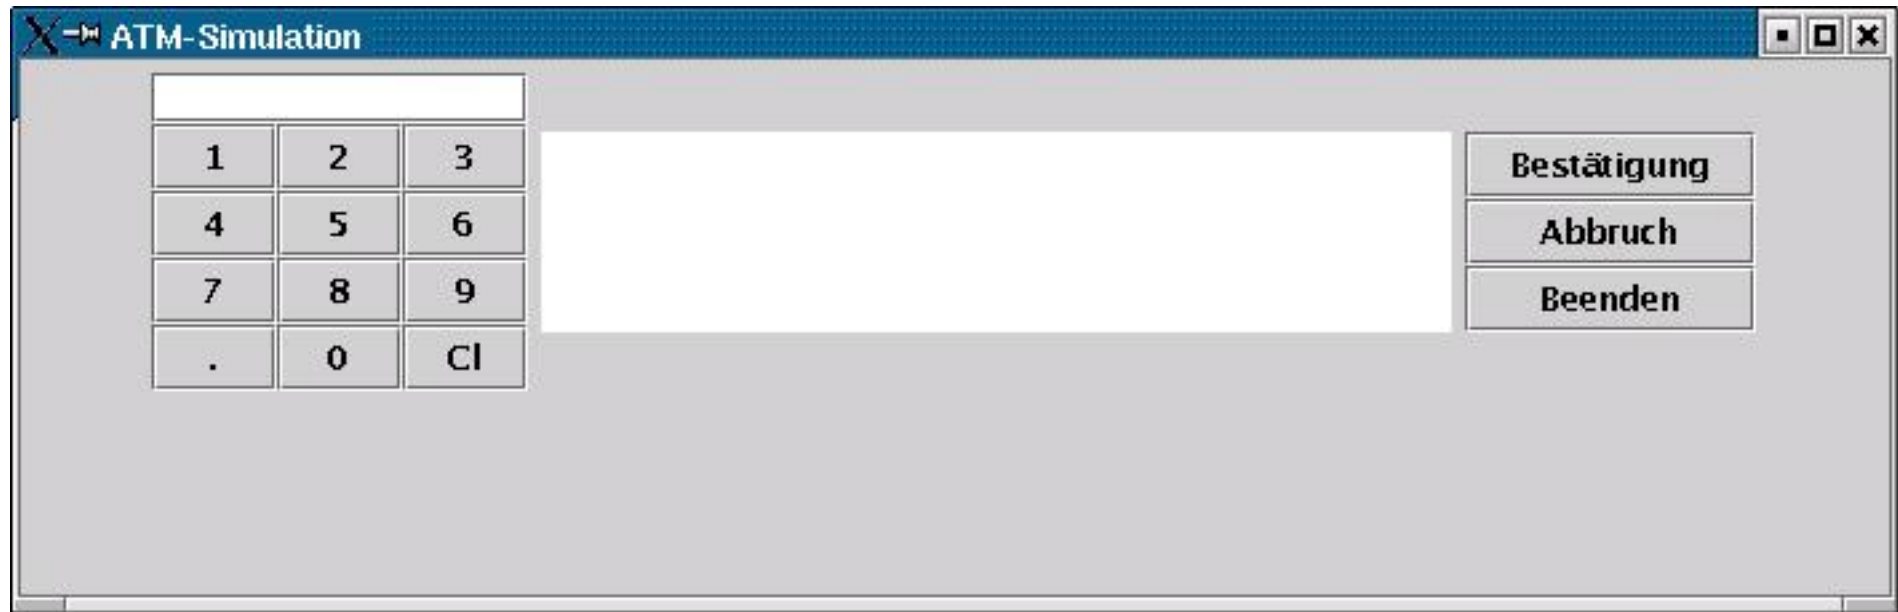 ATM-Simulation
1 2 3
4 5 6
7 8 9
. 0 Cl
Bestätigung
Abbruch
Beenden